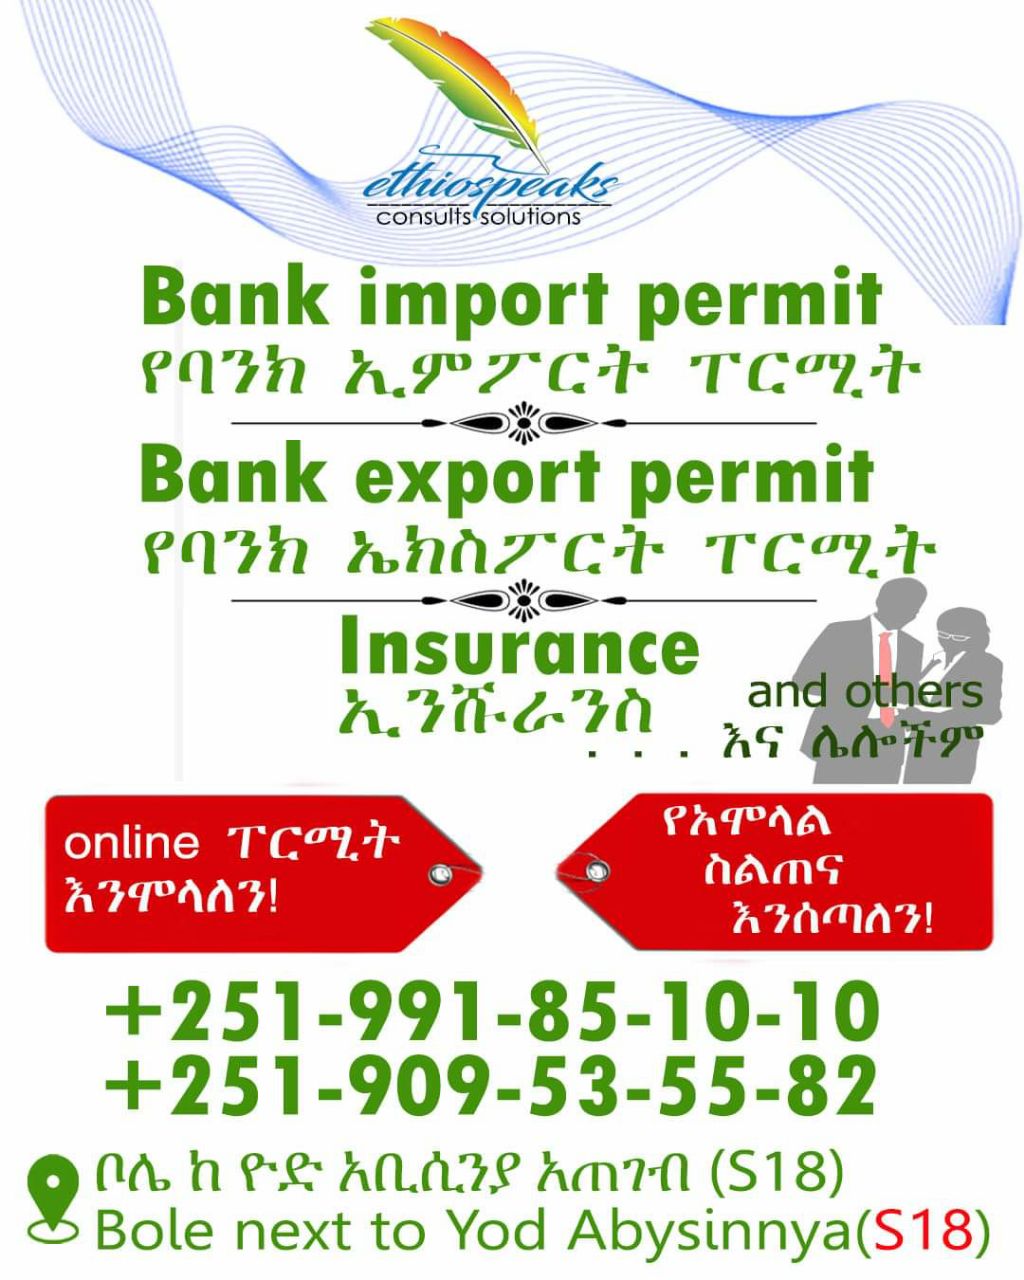 ethiospeaks
consults solutions
Bank import permit
የባንክ ኢምፖርት ፐርሚት
Bank export permit
የባንክ ኤክስፖርት ፐርሚት
Insurance
ኢንሹራንስ
and others
. . . እና ሌሎችም
online ፐርሚት
እንሞላለን!
የአሞላል
ስልጠና
እንሰጣለን!
+251-991-85-10-10
+251-909-53-55-82
ቦሌ ከ ዮድ አቢሲንያ አጠገብ (S18)
Bole next to Yod Abysinnya(S18)